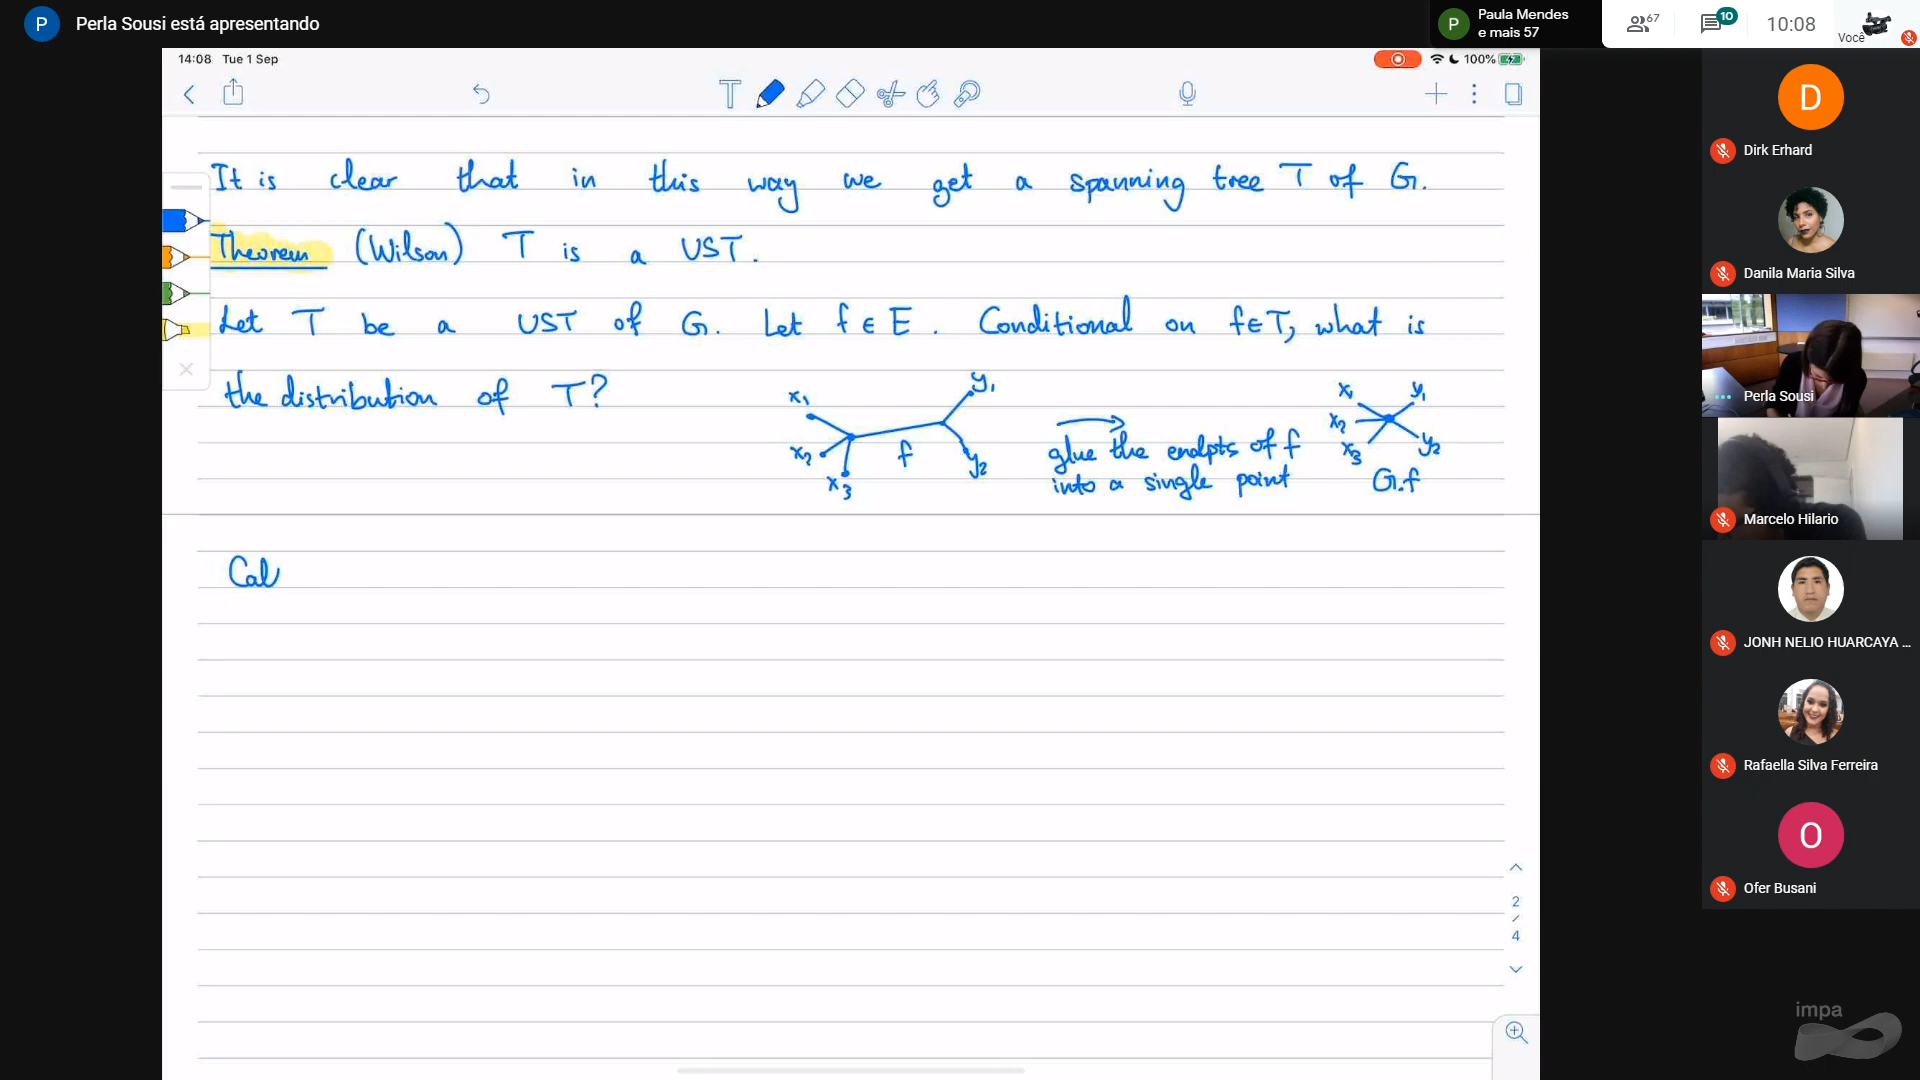 P Perla Sousi está apresentando
P Paula Mendes
e mais 57
67
10
10:08
Você
14:08 Tue 1 Sep
100%
T
It is clear that in this way we get a spanning tree T of G.
Theorem (Wilson) T is a UST.
Let T be a UST of G. Let f ∈ E. Conditional on f∈T, what is
the distribution of T?
x₁
y₁
x₂
f
y₂
x₃
glue the endpts of f
into a single point
x₁
y₁
x₂
x₃
y₂
G.f
Cal
2
/
4
D
Dirk Erhard
Danila Maria Silva
Perla Sousi
Marcelo Hilario
JONH NELIO HUARCAYA ...
Rafaella Silva Ferreira
O
Ofer Busani
impa